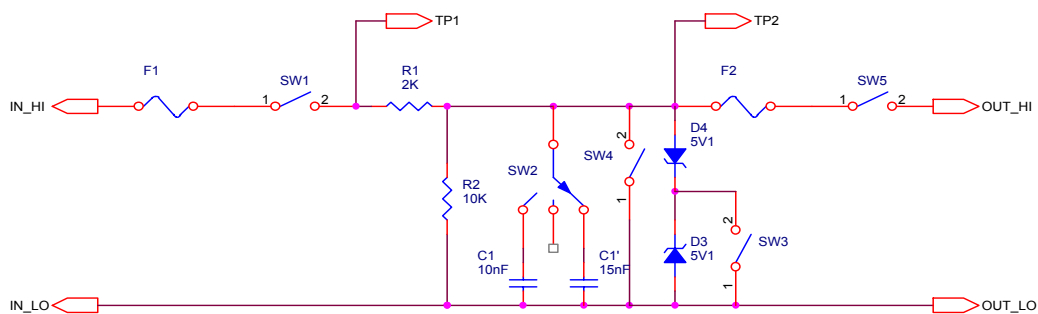 TP1
TP2
F1
SW1
R1
2K
F2
SW5
IN_HI
1
2
1
2
OUT_HI
D4
5V1
2
SW4
SW2
R2
10K
1
2
D3
5V1
SW3
C1
10nF
C1'
15nF
1
IN_LO
OUT_LO